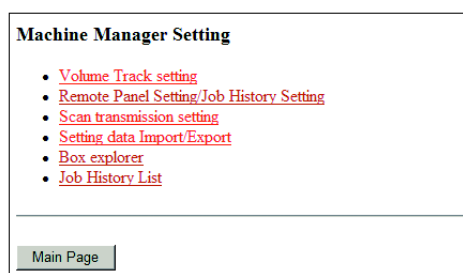 Machine Manager Setting
Volume Track setting
Remote Panel Setting/Job History Setting
Scan transmission setting
Setting data Import/Export
Box explorer
Job History List
Main Page